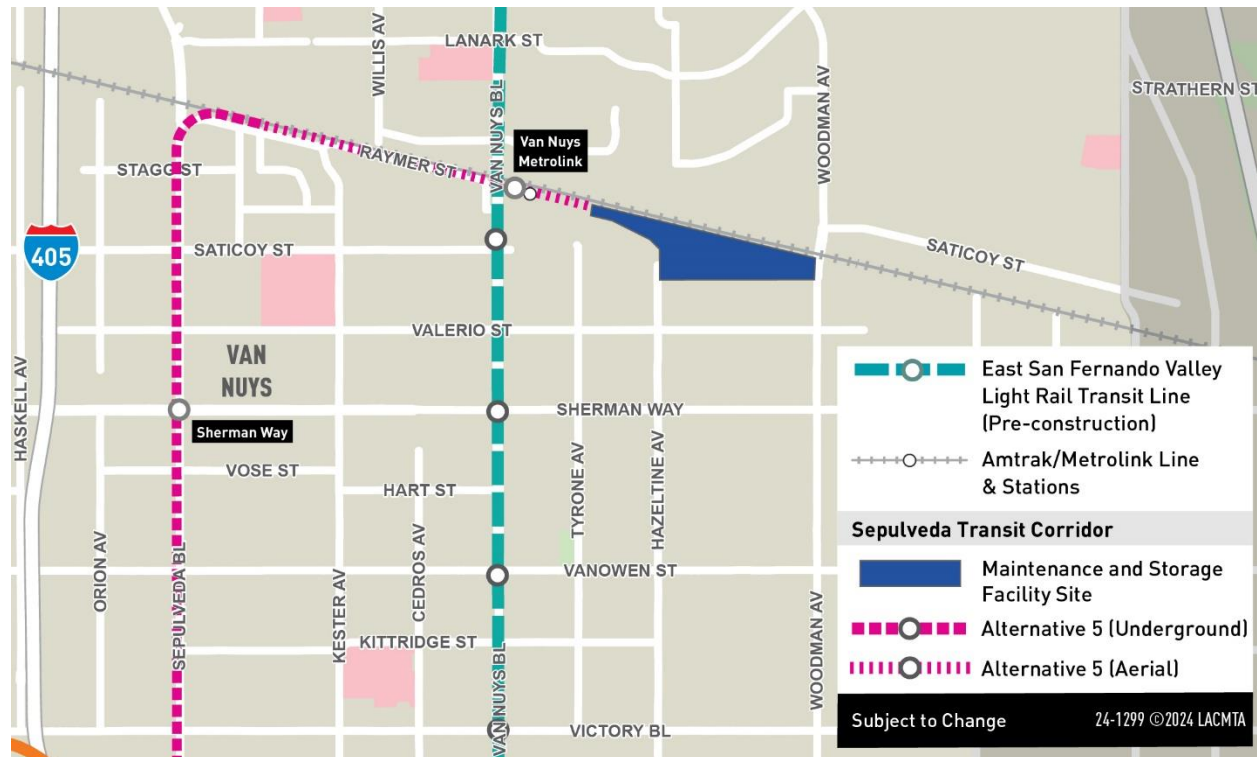 LANARK ST
WILLIS AV
VAN NUYS BL
WOODMAN AV
STRATHERN ST
Van Nuys
Metrolink
RAYMER ST
STAGG ST
SATICOY ST
SATICOY ST
405
VALERIO ST
VAN
NUYS
HASKELL AV
SHERMAN WAY
Sherman Way
VOSE ST
HART ST
TYRONE AV
HAZELTINE AV
ORION AV
SEPULVEDA BL
KESTER AV
CEDROS AV
VANOWEN ST
KITTRIDGE ST
WOODMAN AV
VAN NUYS BL
VICTORY BL
East San Fernando Valley
Light Rail Transit Line
(Pre-construction)
Amtrak/Metrolink Line
& Stations
Sepulveda Transit Corridor
Maintenance and Storage
Facility Site
Alternative 5 (Underground)
Alternative 5 (Aerial)
Subject to Change
24-1299 ©2024 LACMTA